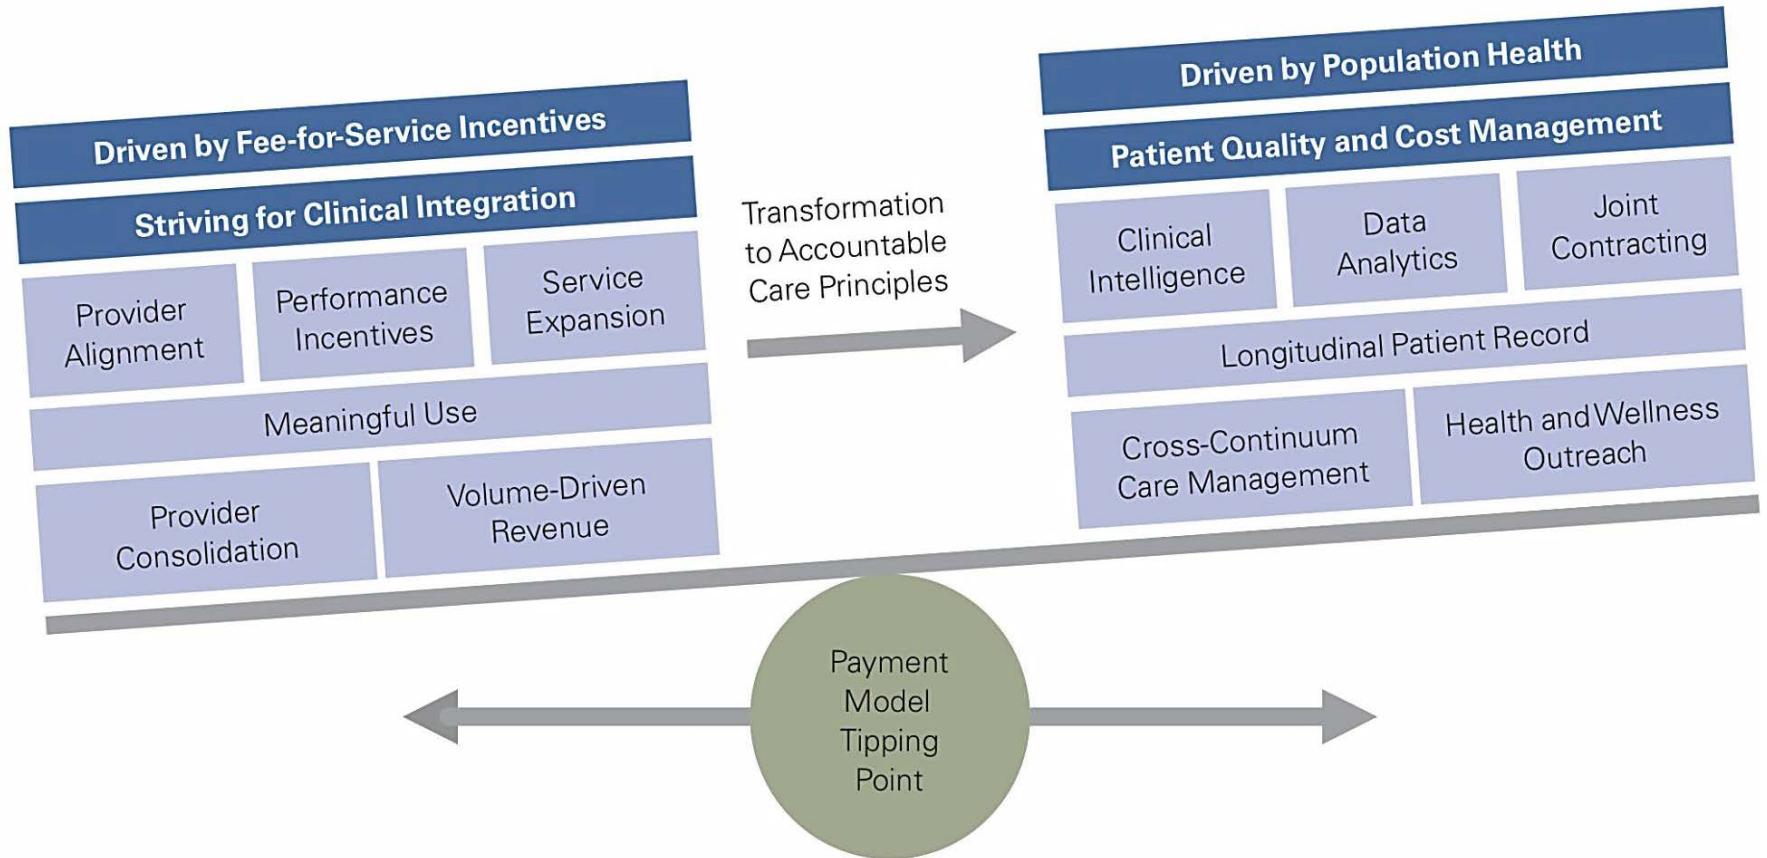 Driven by Fee-for-Service Incentives
Striving for Clinical Integration
Provider
Alignment
Performance
Incentives
Service
Expansion
Meaningful Use
Provider
Consolidation
Volume-Driven
Revenue
Transformation
to Accountable
Care Principles
Driven by Population Health
Patient Quality and Cost Management
Clinical
Intelligence
Data
Analytics
Joint
Contracting
Longitudinal Patient Record
Cross-Continuum
Care Management
Health and Wellness
Outreach
Payment
Model
Tipping
Point